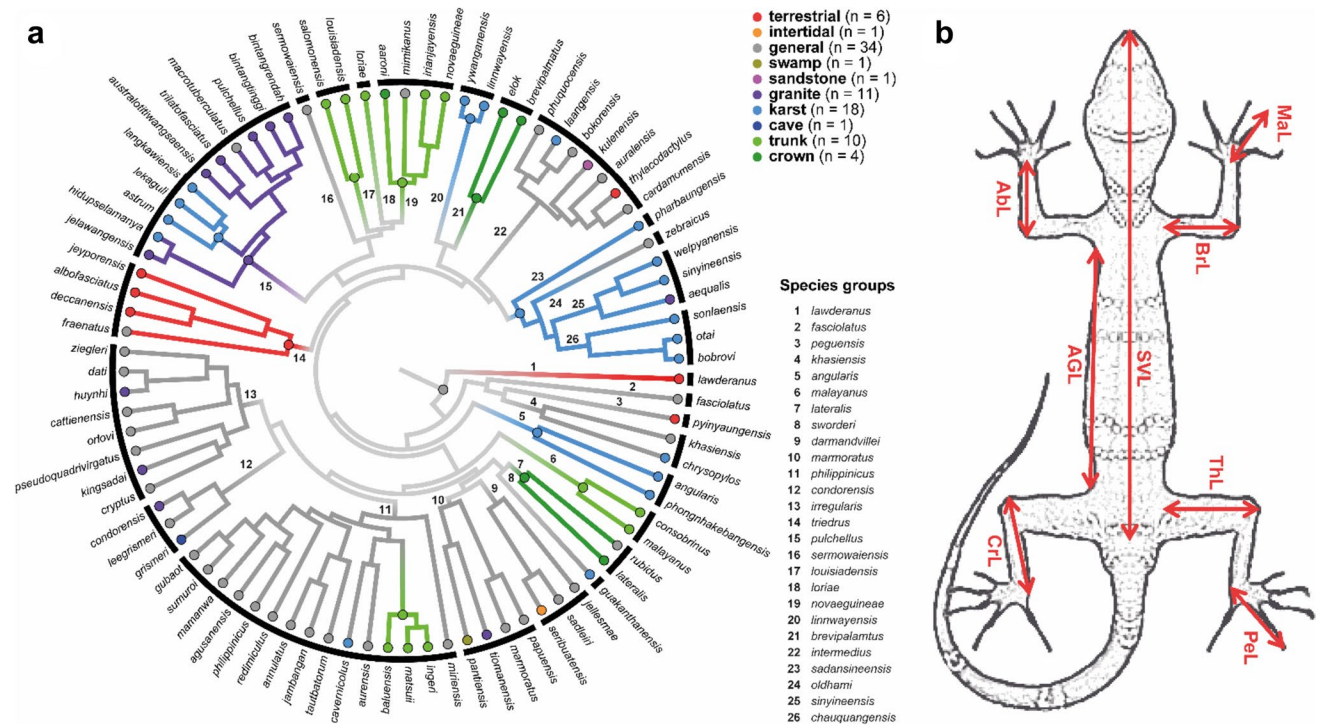 a
fraenatus
deccanensis
albofasciatus
jeyporensis
jelawangensis
hidupselamanya
astrum
lekaguli
langkawiensis
australotitiwangsaensis
trilatofasciatus
macrotuberculatus
pulchellus
bintangtinggi
bintangrendah
sermowaiensis
salomonensis
louisiadensis
loriae
aaroni
mimikanus
irianjayensis
novaeguineae
ywanganensis
linnwayensis
elok
brevipalmatus
phuquocensis
laangensis
bokorensis
kulenensis
auralensis
thylacodactylus
cardamomensis
pharbaungensis
zebraicus
welpyanensis
sinyineensis
aequalis
sonlaensis
otai
bobrovi
lawderanus
fasciolatus
pyinyaungensis
khasiensis
chrysopylos
angularis
phongnhakebangensis
consobrinus
malayanus
rubidus
lateralis
guakanthanensis
jellesmae
sadleiri
seribuatensis
papuensis
marmoratus
tiomanensis
pantiensis
miriensis
ingeri
matsuii
baluensis
aurensis
cavernicolus
tautbatorum
jambangan
annulatus
redimiculus
philippinicus
agusanensis
mamanwa
sumuroi
gubaot
grismeri
leegrismeri
condorensis
cryptus
kingsadai
pseudoquadrivirgatus
orlovi
cattienensis
huynhi
dati
ziegleri
1
2
3
4
5
6
7
8
9
10
11
12
13
14
15
16
17
18
19
20
21
22
23
24
25
26
terrestrial (n = 6)
intertidal (n = 1)
general (n = 34)
swamp (n = 1)
sandstone (n = 1)
granite (n = 11)
karst (n = 18)
cave (n = 1)
trunk (n = 10)
crown (n = 4)
Species groups
1 lawderanus
2 fasciolatus
3 peguensis
4 khasiensis
5 angularis
6 malayanus
7 lateralis
8 sworderi
9 darmandvillei
10 marmoratus
11 philippinicus
12 condorensis
13 irregularis
14 triedrus
15 pulchellus
16 sermowaiensis
17 louisiadensis
18 loriae
19 novaeguineae
20 linnwayensis
21 brevipalamtus
22 intermedius
23 sadansineensis
24 oldhami
25 sinyineensis
26 chauquangensis
b
MaL
AbL
BrL
AGL
SVL
ThL
CrL
PeL